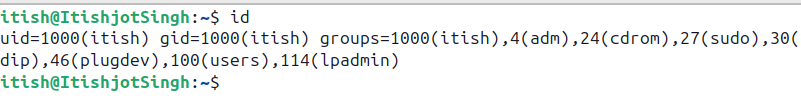 itish@ItishjotSingh:~$ id
uid=1000(itish) gid=1000(itish) groups=1000(itish),4(adm),24(cdrom),27(sudo),30(
dip),46(plugdev),100(users),114(lpadmin)
itish@ItishjotSingh:~$